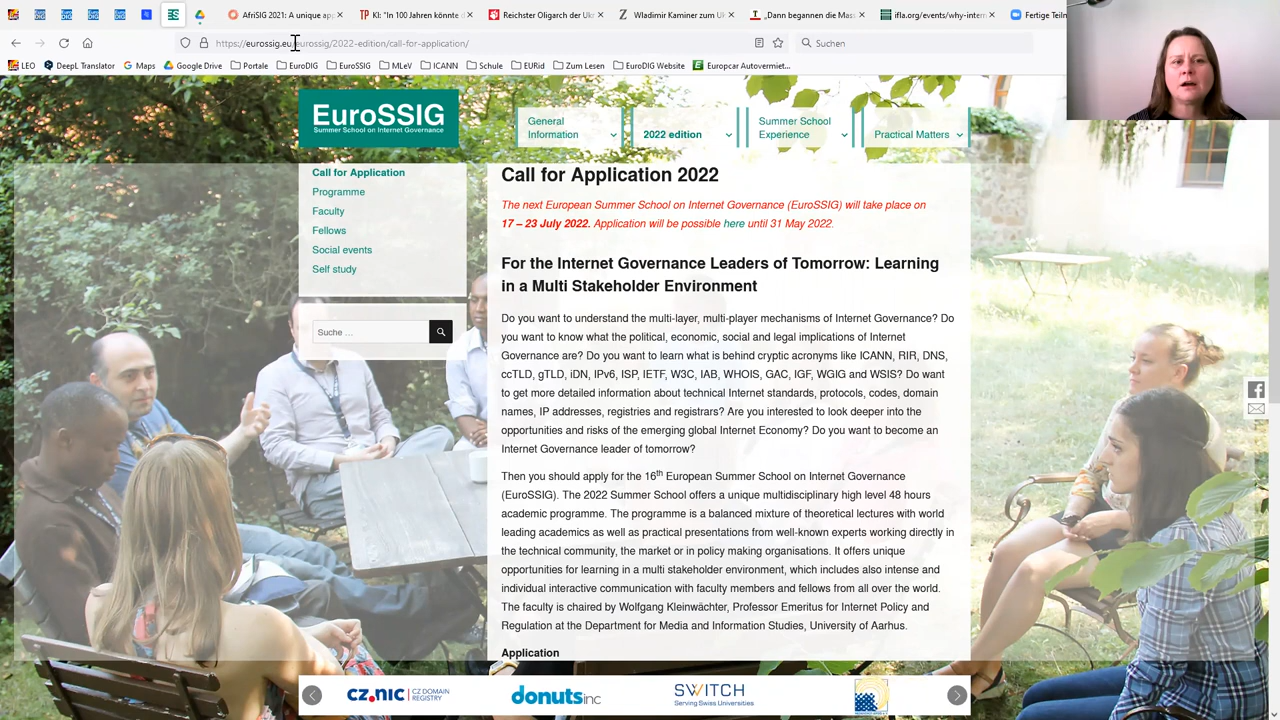 AfriSIG 2021: A unique app
KI: "In 100 Jahren könnte d
Reichster Oligarch der Ukr
Wladimir Kaminer zum Uk
„Dann begannen die Mass
ifla.org/events/why-intern
Fertige Teiln
https://eurossig.eu/eurossig/2022-edition/call-for-application/
Suchen
LEO
DeepL Translator
Maps
Google Drive
Portale
EuroDIG
EuroSSIG
MLeV
ICANN
Schule
EURid
Zum Lesen
EuroDIG Website
Europcar Autovermiet...
EuroSSIG
Summer School on Internet Governance
General Information
2022 edition
Summer School Experience
Practical Matters
Call for Application
Programme
Faculty
Fellows
Social events
Self study
Suche …
Call for Application 2022
The next European Summer School on Internet Governance (EuroSSIG) will take place on
17 – 23 July 2022. Application will be possible here until 31 May 2022.
For the Internet Governance Leaders of Tomorrow: Learning
in a Multi Stakeholder Environment
Do you want to understand the multi-layer, multi-player mechanisms of Internet Governance? Do
you want to know what the political, economic, social and legal implications of Internet
Governance are? Do you want to learn what is behind cryptic acronyms like ICANN, RIR, DNS,
ccTLD, gTLD, iDN, IPv6, ISP, IETF, W3C, IAB, WHOIS, GAC, IGF, WGIG and WSIS? Do want
to get more detailed information about technical Internet standards, protocols, codes, domain
names, IP addresses, registries and registrars? Are you interested to look deeper into the
opportunities and risks of the emerging global Internet Economy? Do you want to become an
Internet Governance leader of tomorrow?
Then you should apply for the 16th European Summer School on Internet Governance
(EuroSSIG). The 2022 Summer School offers a unique multidisciplinary high level 48 hours
academic programme. The programme is a balanced mixture of theoretical lectures with world
leading academics as well as practical presentations from well-known experts working directly in
the technical community, the market or in policy making organisations. It offers unique
opportunities for learning in a multi stakeholder environment, which includes also intense and
individual interactive communication with faculty members and fellows from all over the world.
The faculty is chaired by Wolfgang Kleinwächter, Professor Emeritus for Internet Policy and
Regulation at the Department for Media and Information Studies, University of Aarhus.
Application
CZ.NIC | CZ DOMAIN REGISTRY
donuts inc
SWITCH
Serving Swiss Universities